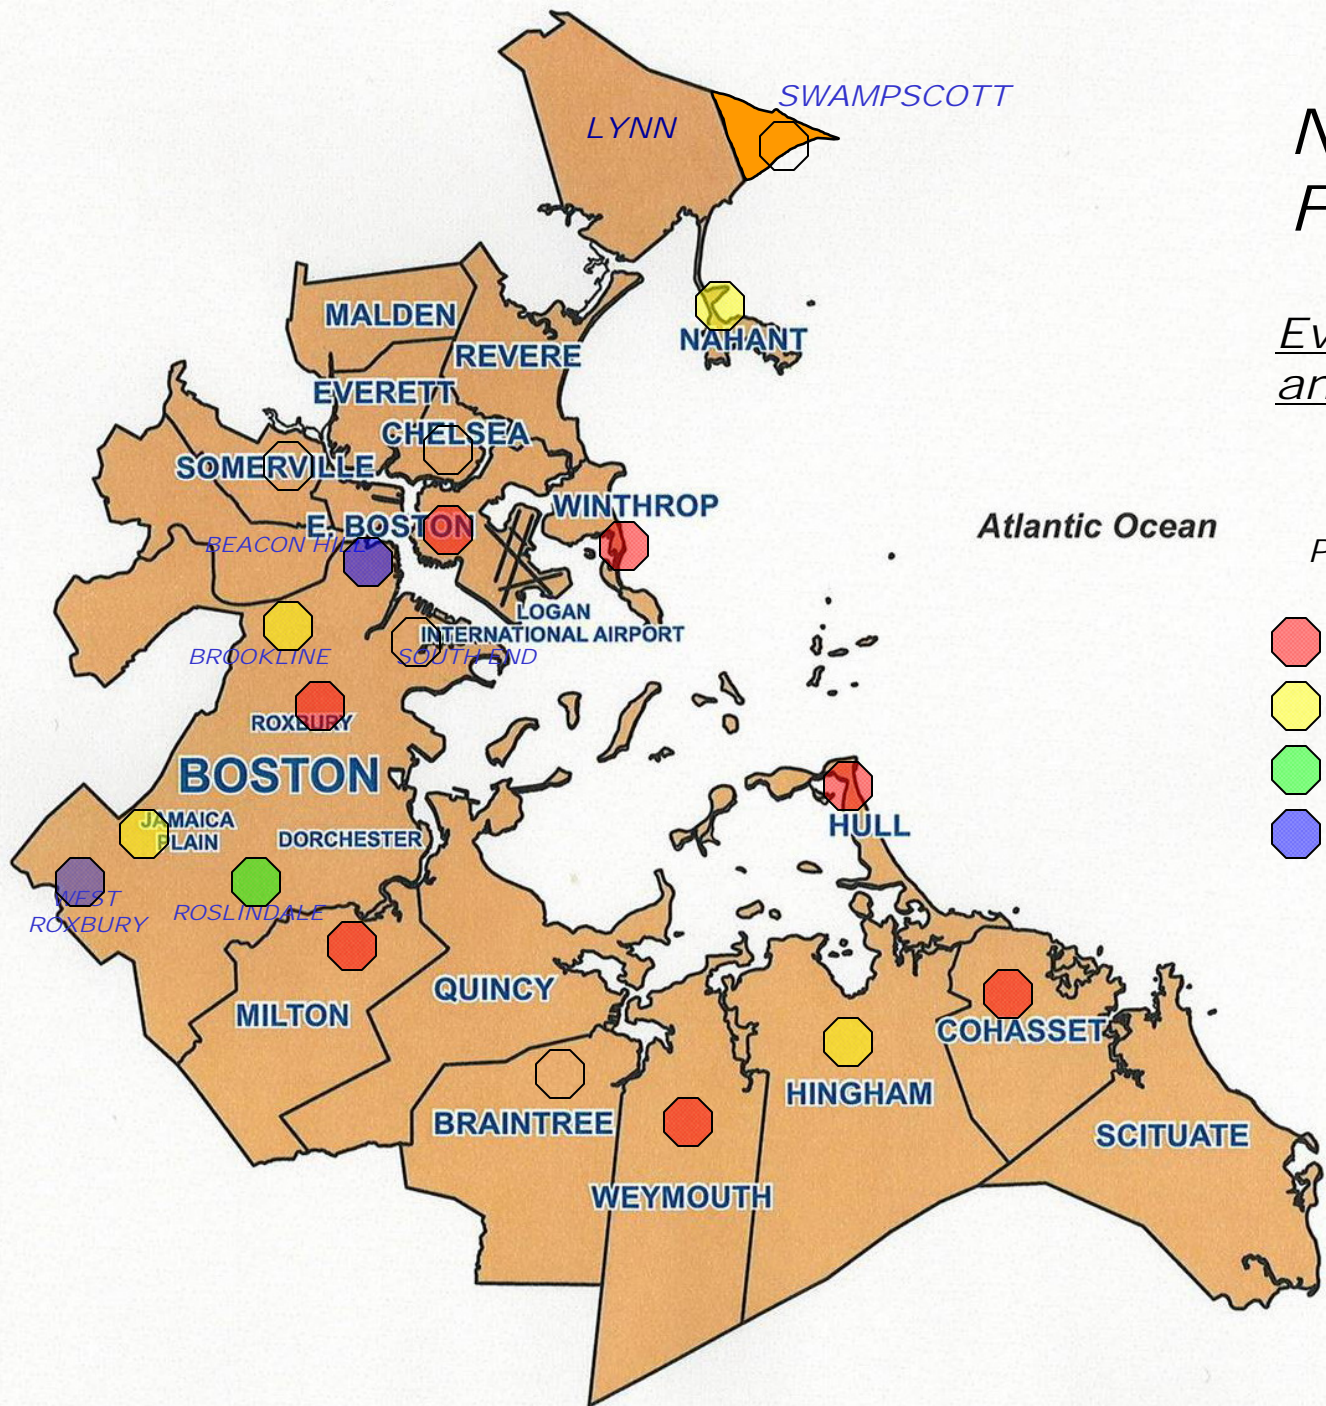 SWAMPSCOTT
LYNN
MALDEN
NAHANT
REVERE
EVERETT
CHELSEA
SOMERVILLE
WINTHROP
E. BOSTON
Atlantic Ocean
BEACON HILL
LOGAN
INTERNATIONAL AIRPORT
BROOKLINE
SOUTH END
ROXBURY
BOSTON
JAMAICA
PLAIN
DORCHESTER
HULL
WEST
ROXBURY
ROSLINDALE
QUINCY
MILTON
COHASSET
HINGHAM
BRAINTREE
SCITUATE
WEYMOUTH